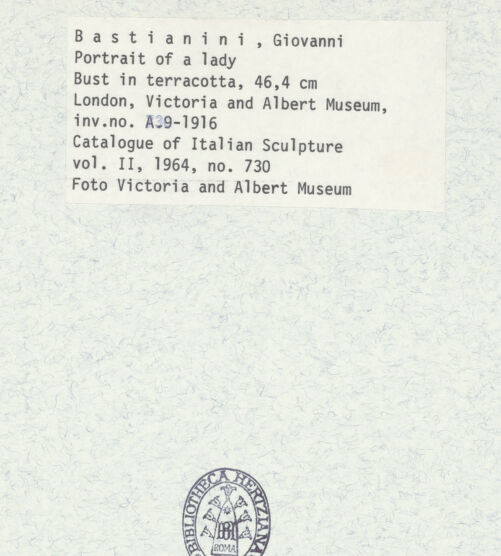 B a s t i a n i n i , Giovanni
Portrait of a lady
Bust in terracotta, 46,4 cm
London, Victoria and Albert Museum,
inv.no. A39-1916
Catalogue of Italian Sculpture
vol. II, 1964, no. 730
Foto Victoria and Albert Museum
BIBLIOTHECA HERTZIANA
BH
ROMA